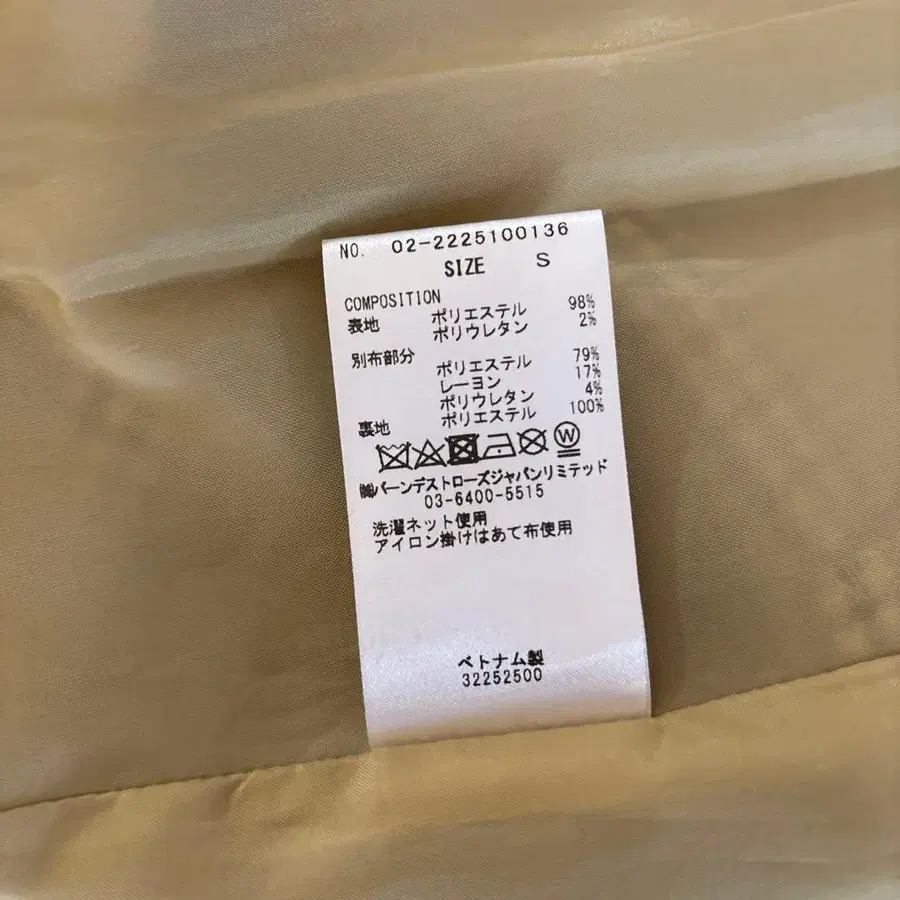 NO. 02-2225100136
SIZE S
COMPOSITION
表地 ポリエステル 98%
ポリウレタン 2%
別布部分
ポリエステル 79%
レーヨン 17%
ポリウレタン 4%
裏地 ポリエステル 100%
W
㈱バーンデストローズジャパンリミテッド
03-6400-5515
洗濯ネット使用
アイロン掛けはあて布使用
ベトナム製
32252500